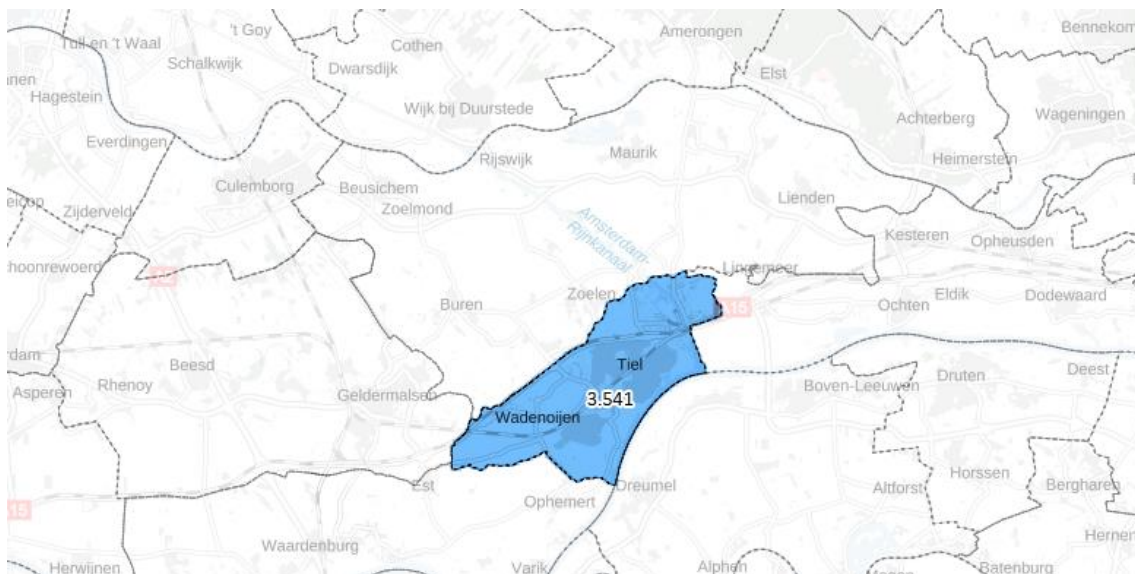 Tull en 't Waal
't Goy
Cothen
Amerongen
Bennekom
Schalkwijk
Dwarsdijk
Elst
Hagestein
Wijk bij Duurstede
Achterberg
Wageningen
Everdingen
Rijswijk
Maurik
Heimerstein
Culemborg
Beusichem
Lienden
Zijderveld
Zoelmond
Amsterdam-
Rijnkanaal
Kesteren
Opheusden
Lingemeer
Zoelen
Buren
Ochten
Eldik
Dodewaard
A15
Beesd
Tiel
Asperen
Rhenoy
Geldermalsen
Boven-Leeuwen
Druten
Deest
3.541
Wadenoijen
Est
Ophemert
Dreumel
Altforst
Horssen
Bergharen
Waardenburg
Hernen
Herwijnen
Varik
Alphen
Batenburg